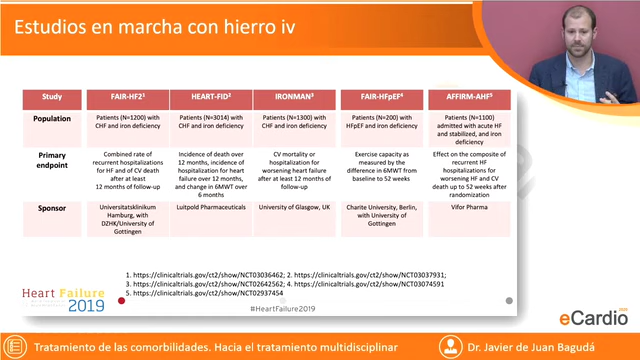 Estudios en marcha con hierro iv
Study
FAIR-HF2¹
HEART-FID²
IRONMAN³
FAIR-HFpEF⁴
AFFIRM-AHF⁵
Population
Patients (N=1200) with
CHF and iron deficiency
Patients (N=3014) with
CHF and iron deficiency
Patients (N=1300) with
CHF and iron deficiency
Patients (N=200) with
HFpEF and iron deficiency
Patients (N=1100)
admitted with acute HF
and stabilized, and iron
deficiency
Primary
endpoint
Combined rate of
recurrent hospitalizations
for HF and of CV death
after at least
12 months of follow-up
Incidence of death over
12 months, incidence of
hospitalization for heart
failure over 12 months,
and change in 6MWT over
6 months
CV mortality or
hospitalization for
worsening heart failure
after at least 12 months of
follow-up
Exercise capacity as
measured by the
difference in 6MWT from
baseline to 52 weeks
Effect on the composite of
recurrent HF
hospitalizations for
worsening HF and CV
death up to 52 weeks after
randomization
Sponsor
Universitatsklinikum
Hamburg, with
DZHK/University of
Gottingen
Luitpold Pharmaceuticals
University of Glasgow, UK
Charite University, Berlin,
with University of
Gottingen
Vifor Pharma
1. https://clinicaltrials.gov/ct2/show/NCT03036462; 2. https://clinicaltrials.gov/ct2/show/NCT03037931;
3. https://clinicaltrials.gov/ct2/show/NCT02642562; 4. https://clinicaltrials.gov/ct2/show/NCT03074591
5. https://clinicaltrials.gov/ct2/show/NCT02937454
Heart Failure
2019
#HeartFailure2019
eCardio
Tratamiento de las comorbilidades. Hacia el tratamiento multidisciplinar
Dr. Javier de Juan Bagudá